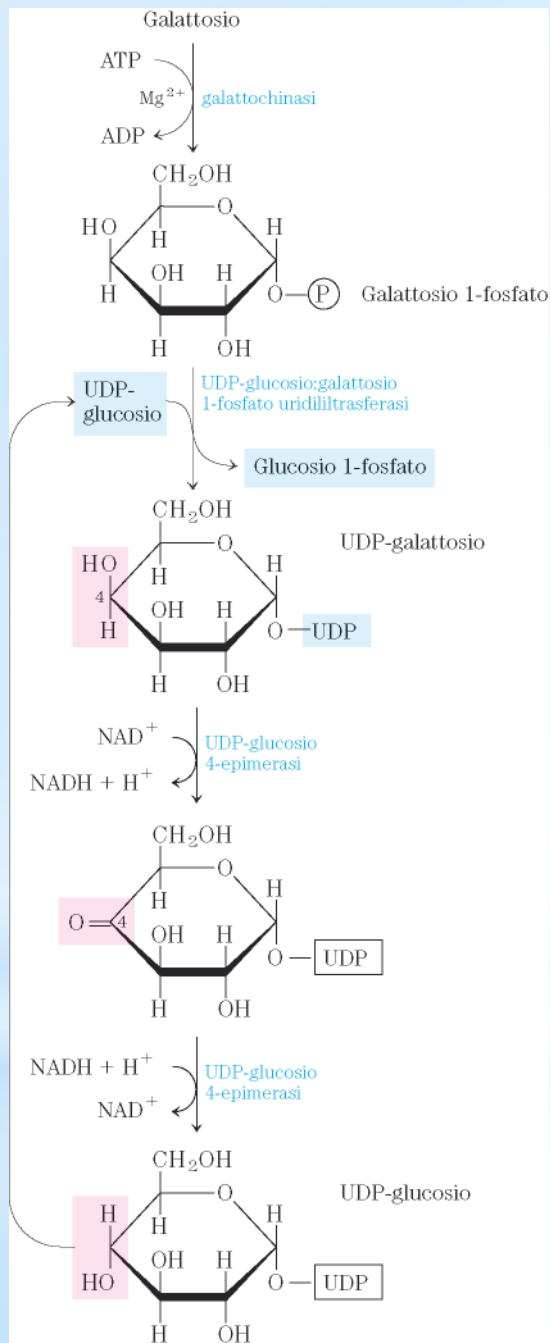 Galattosio
ATP
Mg²⁺ galattochinasi
ADP
CH₂OH
O
HO H
H
OH H
H O P Galattosio 1-fosfato
H OH
UDP-
glucosio
UDP-glucosio:galattosio
1-fosfato uridililtrasferasi
Glucosio 1-fosfato
CH₂OH
UDP-galattosio
O
HO H
4 H
OH H
H O UDP
H OH
NAD⁺
UDP-glucosio
4-epimerasi
NADH + H⁺
CH₂OH
O
H H
O 4
OH H
O UDP
H OH
NADH + H⁺
UDP-glucosio
4-epimerasi
NAD⁺
CH₂OH
UDP-glucosio
O
H H
H
OH H
HO O UDP
H OH